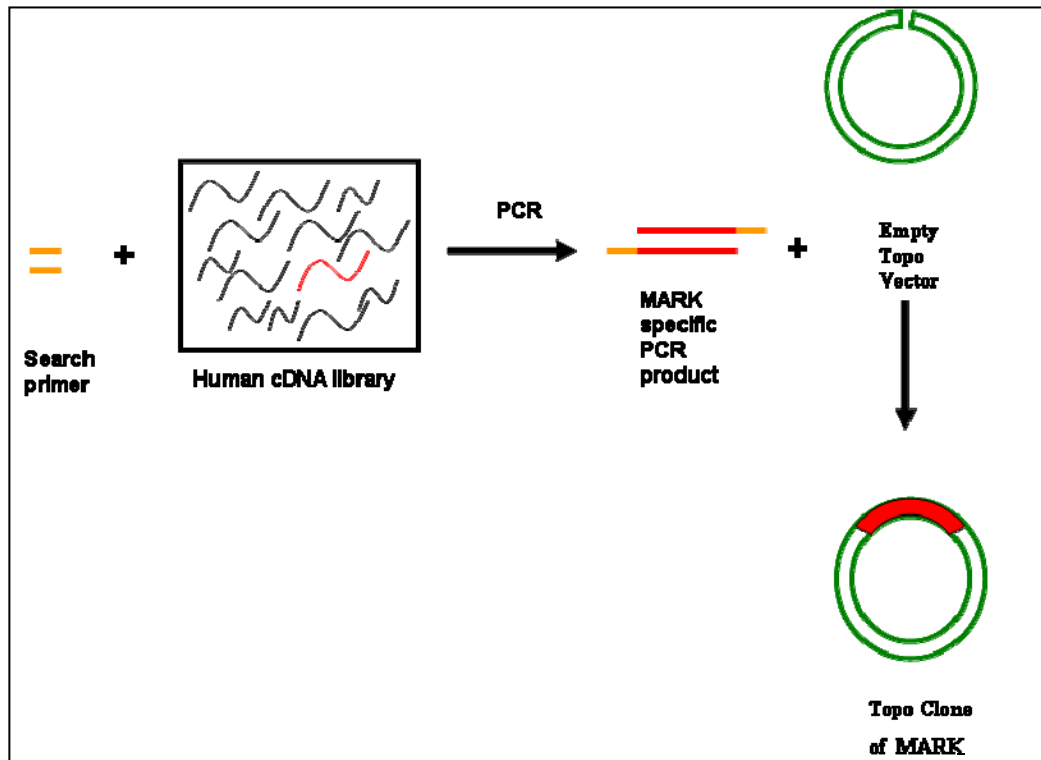 Search
primer
+
Human cDNA library
PCR
MARK
specific
PCR
product
+
Empty
Topo
Vector
Topo Clone
of MARK